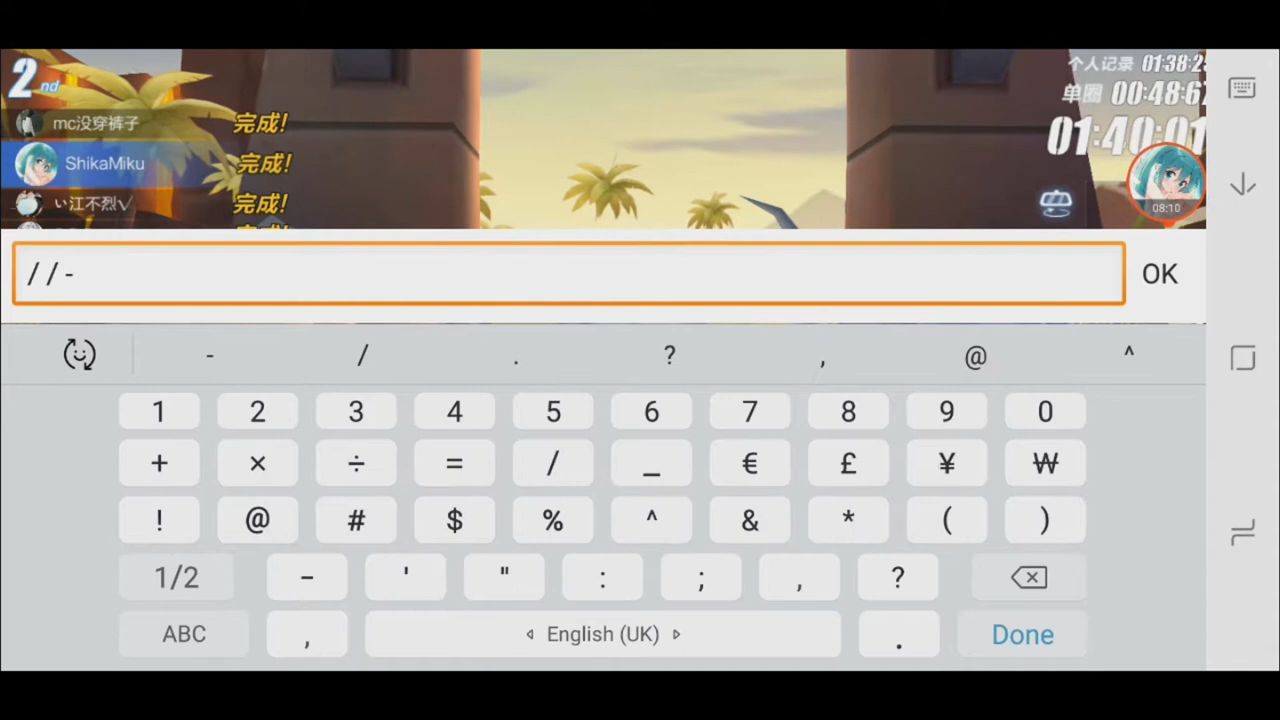 2nd
个人记录 01:38:2
单圈 00:48:6
01:40:01
mc没穿裤子 完成!
ShikaMiku 完成!
い江不烈√ 完成!
08:10
//-
OK
- / . ? , @ ^
1 2 3 4 5 6 7 8 9 0
+ × ÷ = / _ € £ ¥ ₩
! @ # $ % ^ & * ( )
1/2 - ' " : ; , ?
ABC , English (UK) . Done